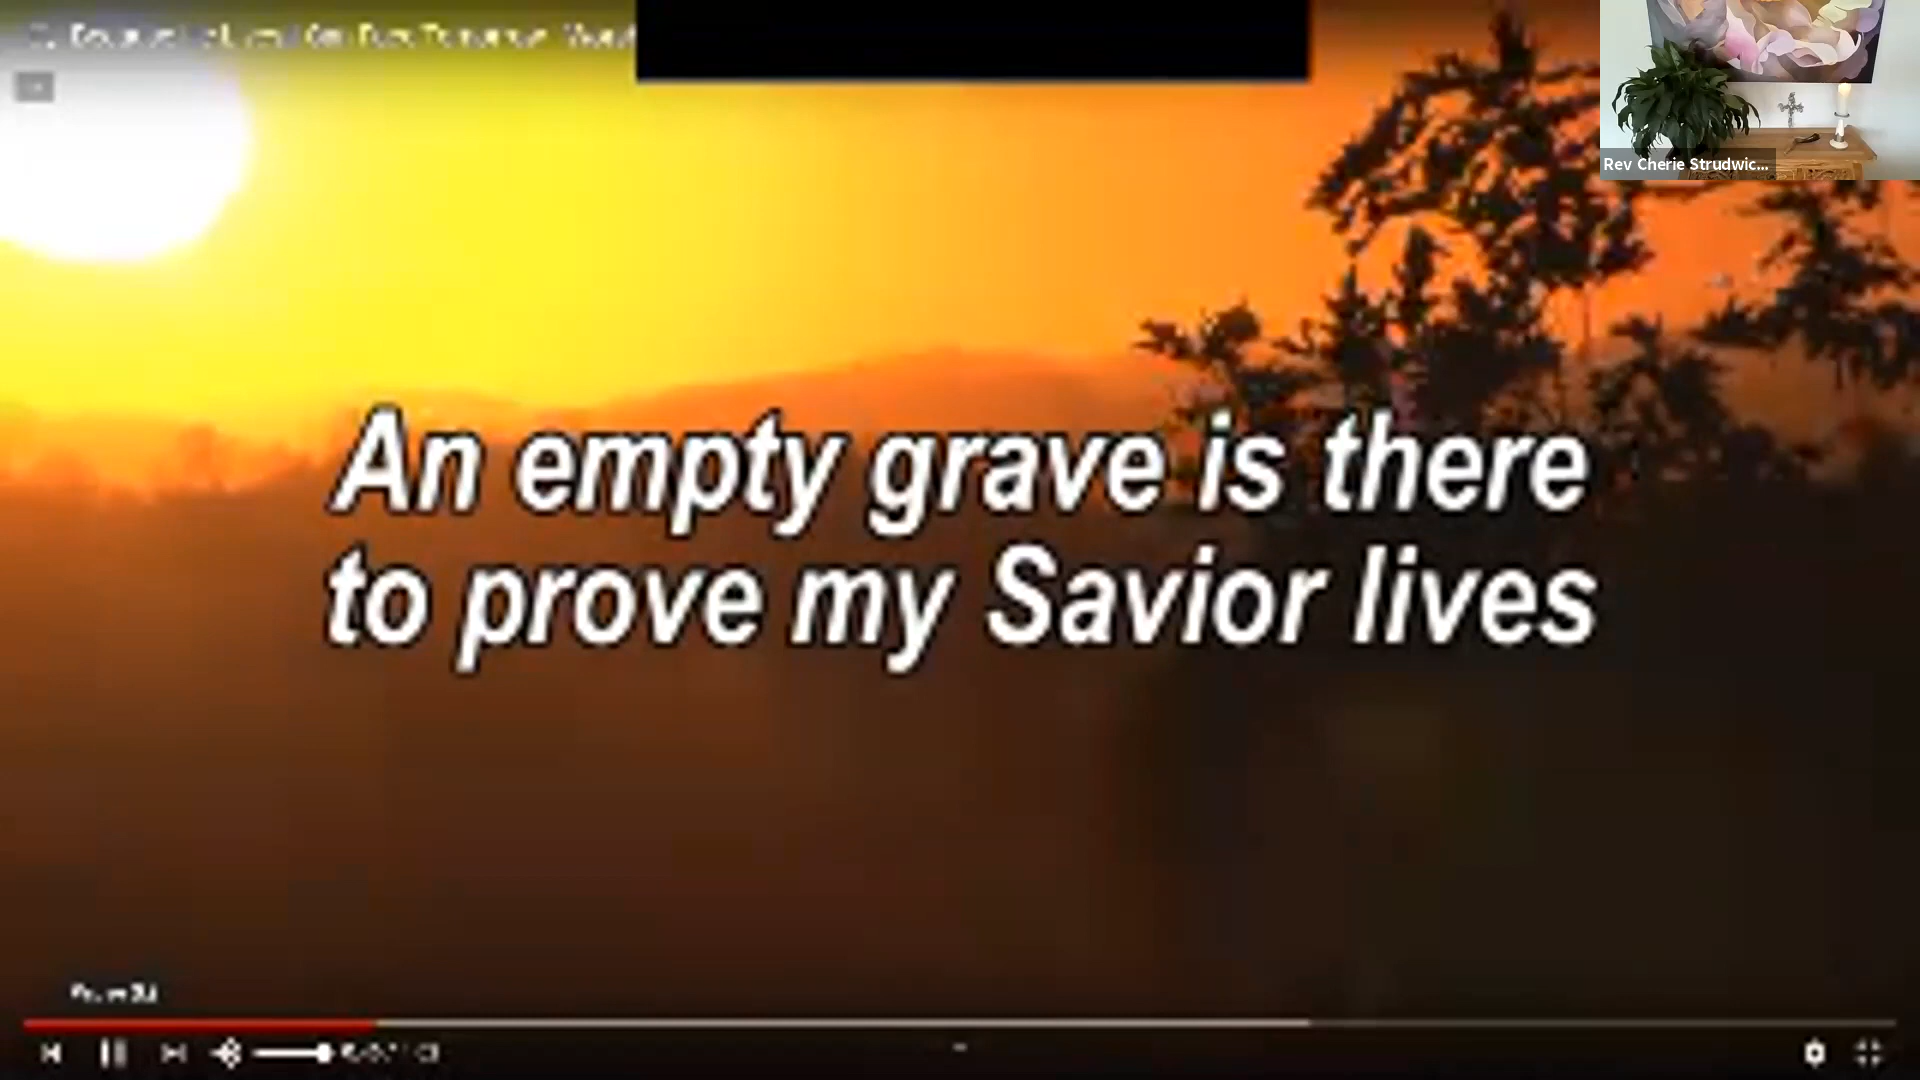 Rev Cherie Strudwic...
An empty grave is there
to prove my Savior lives